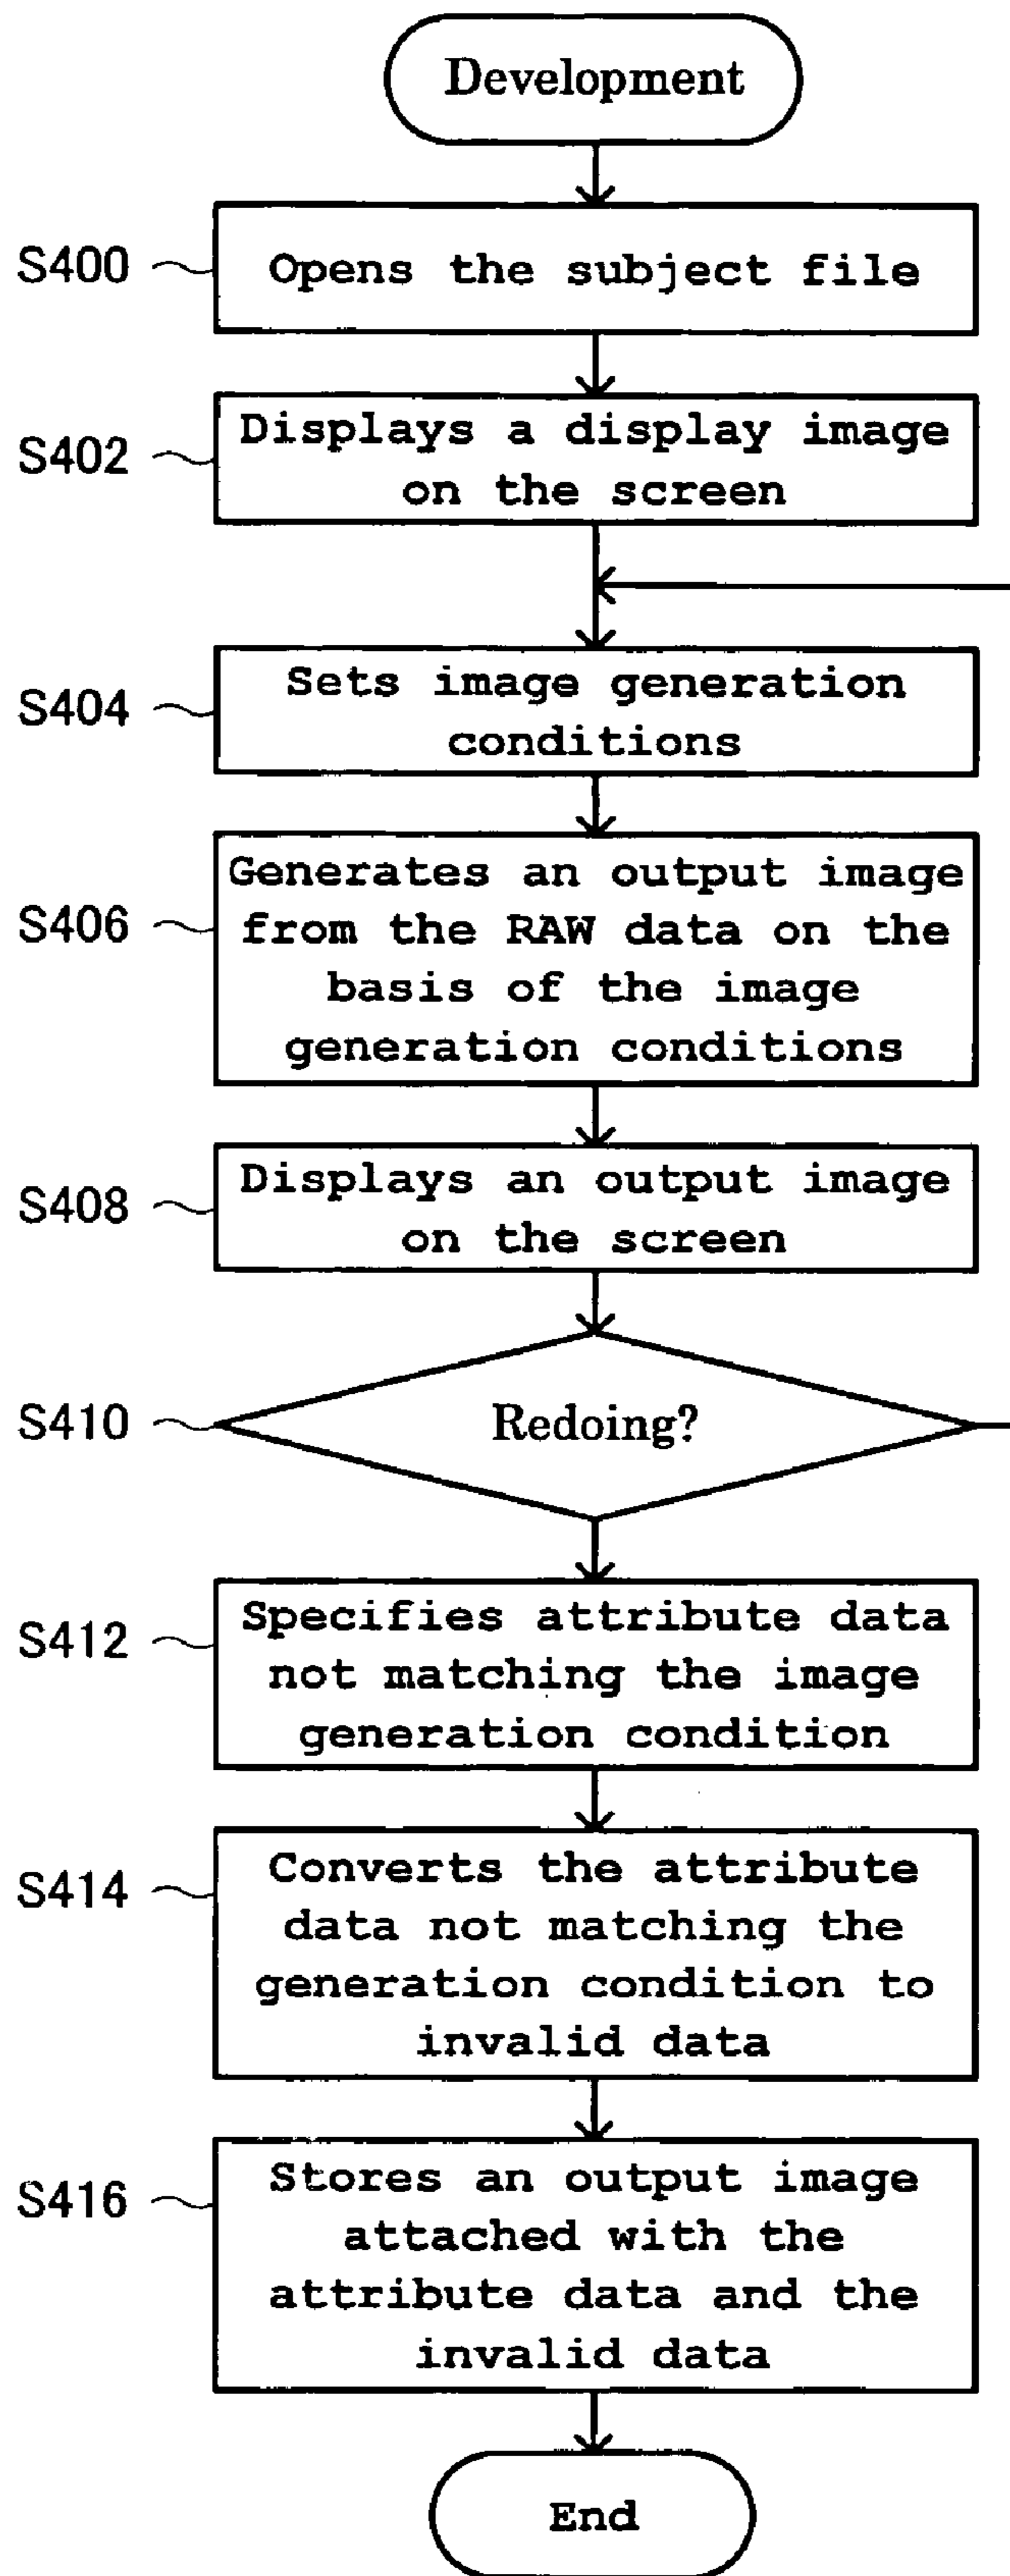 Development
S400
Opens the subject file
S402
Displays a display image
on the screen
S404
Sets image generation
conditions
S406
Generates an output image
from the RAW data on the
basis of the image
generation conditions
S408
Displays an output image
on the screen
S410
Redoing?
S412
Specifies attribute data
not matching the image
generation condition
S414
Converts the attribute
data not matching the
generation condition to
invalid data
S416
Stores an output image
attached with the
attribute data and the
invalid data
End